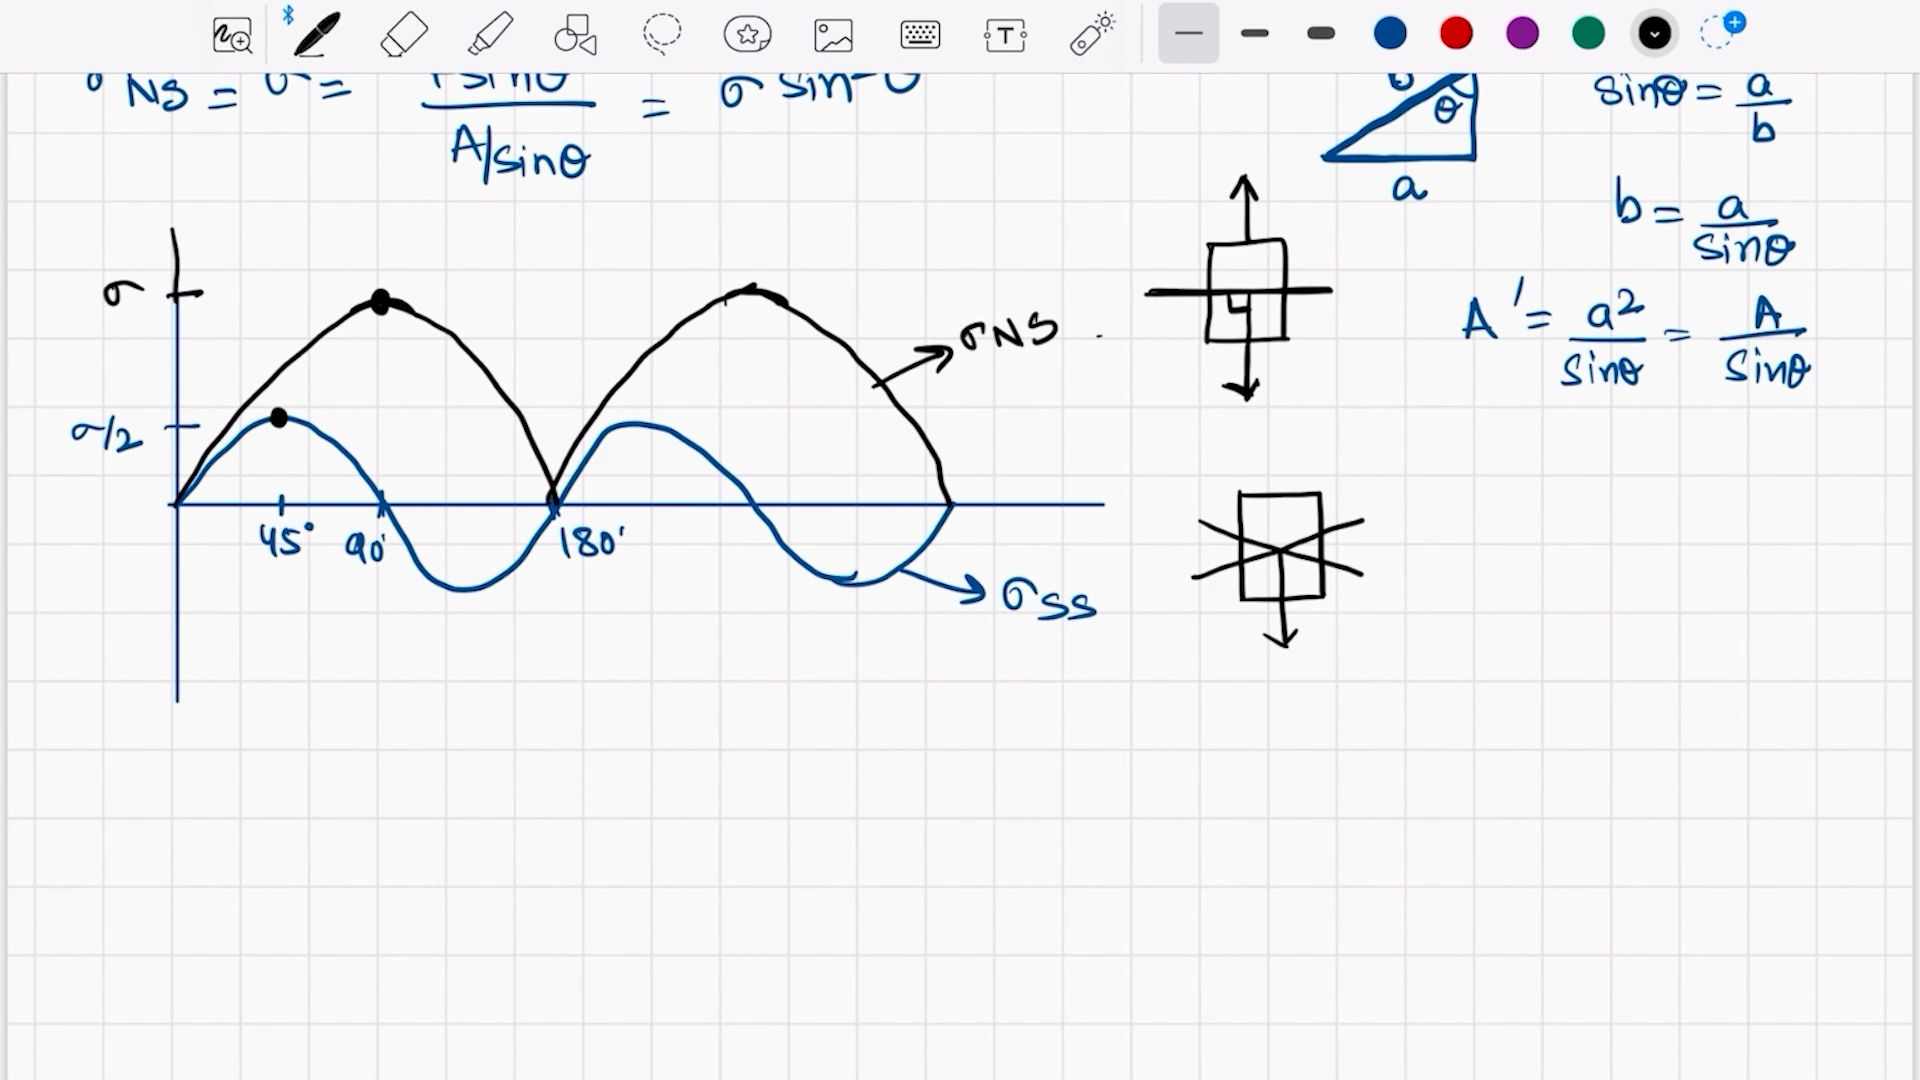 σNS = σ = F sinθ / A/sinθ = σ sin²θ
b θ a
sinθ = a/b
b = a/sinθ
A' = a2/sinθ = A/sinθ
σ
σNS
σ/2
45° 90° 180°
σSS
T